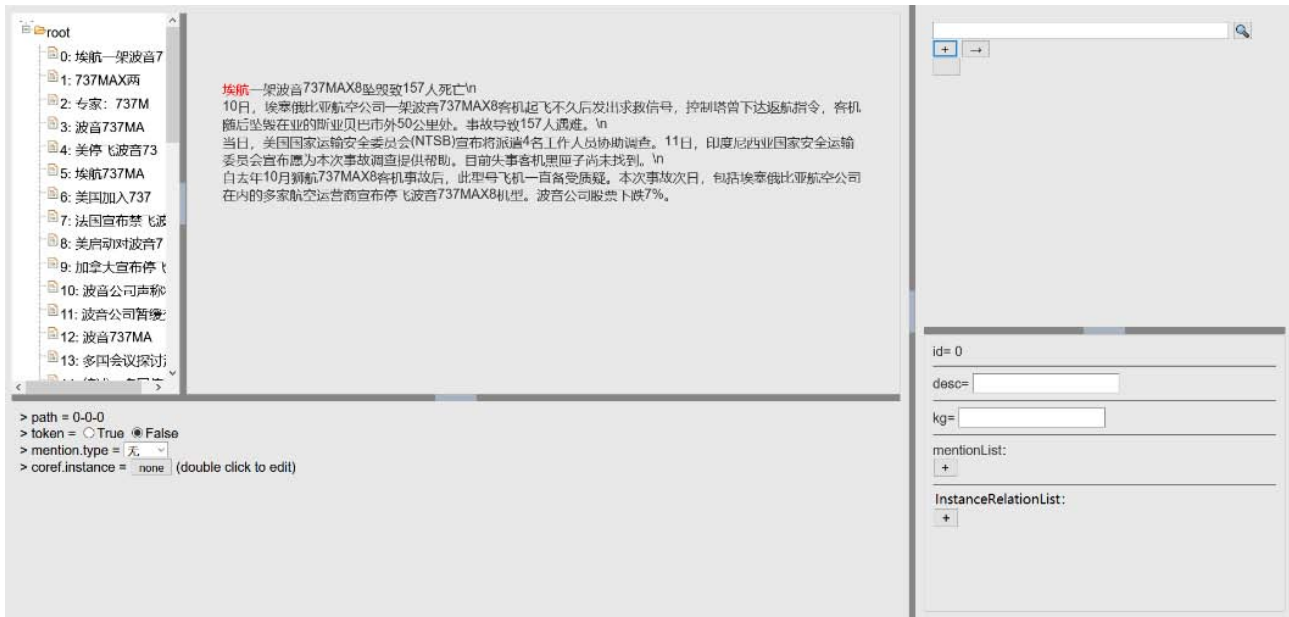 root
0: 埃航一架波音7
1: 737MAX两
2: 专家：737M
3: 波音737MA
4: 美停飞波音73
5: 埃航737MA
6: 美国加入737
7: 法国宣布禁飞波
8: 美启动对波音7
9: 加拿大宣布停飞
10: 波音公司声称
11: 波音公司暂缓
12: 波音737MA
13: 多国会议探讨
埃航一架波音737MAX8坠毁致157人死亡\n
10日，埃塞俄比亚航空公司一架波音737MAX8客机起飞不久后发出求救信号，控制塔曾下达返航指令，客机
随后坠毁在亚的斯亚贝巴市外50公里处。事故导致157人遇难。\n
当日，美国国家运输安全委员会(NTSB)宣布将派遣4名工作人员协助调查。11日，印度尼西亚国家安全运输
委员会宣布愿为本次事故调查提供帮助。目前失事客机黑匣子尚未找到。\n
自去年10月狮航737MAX8客机事故后，此型号飞机一直备受质疑。本次事故次日，包括埃塞俄比亚航空公司
在内的多家航空运营商宣布停飞波音737MAX8机型。波音公司股票下跌7%。
> path = 0-0-0
> token = True False
> mention.type = 无
> coref.instance = none (double click to edit)
+ →
id= 0
desc=
kg=
mentionList:
+
InstanceRelationList:
+